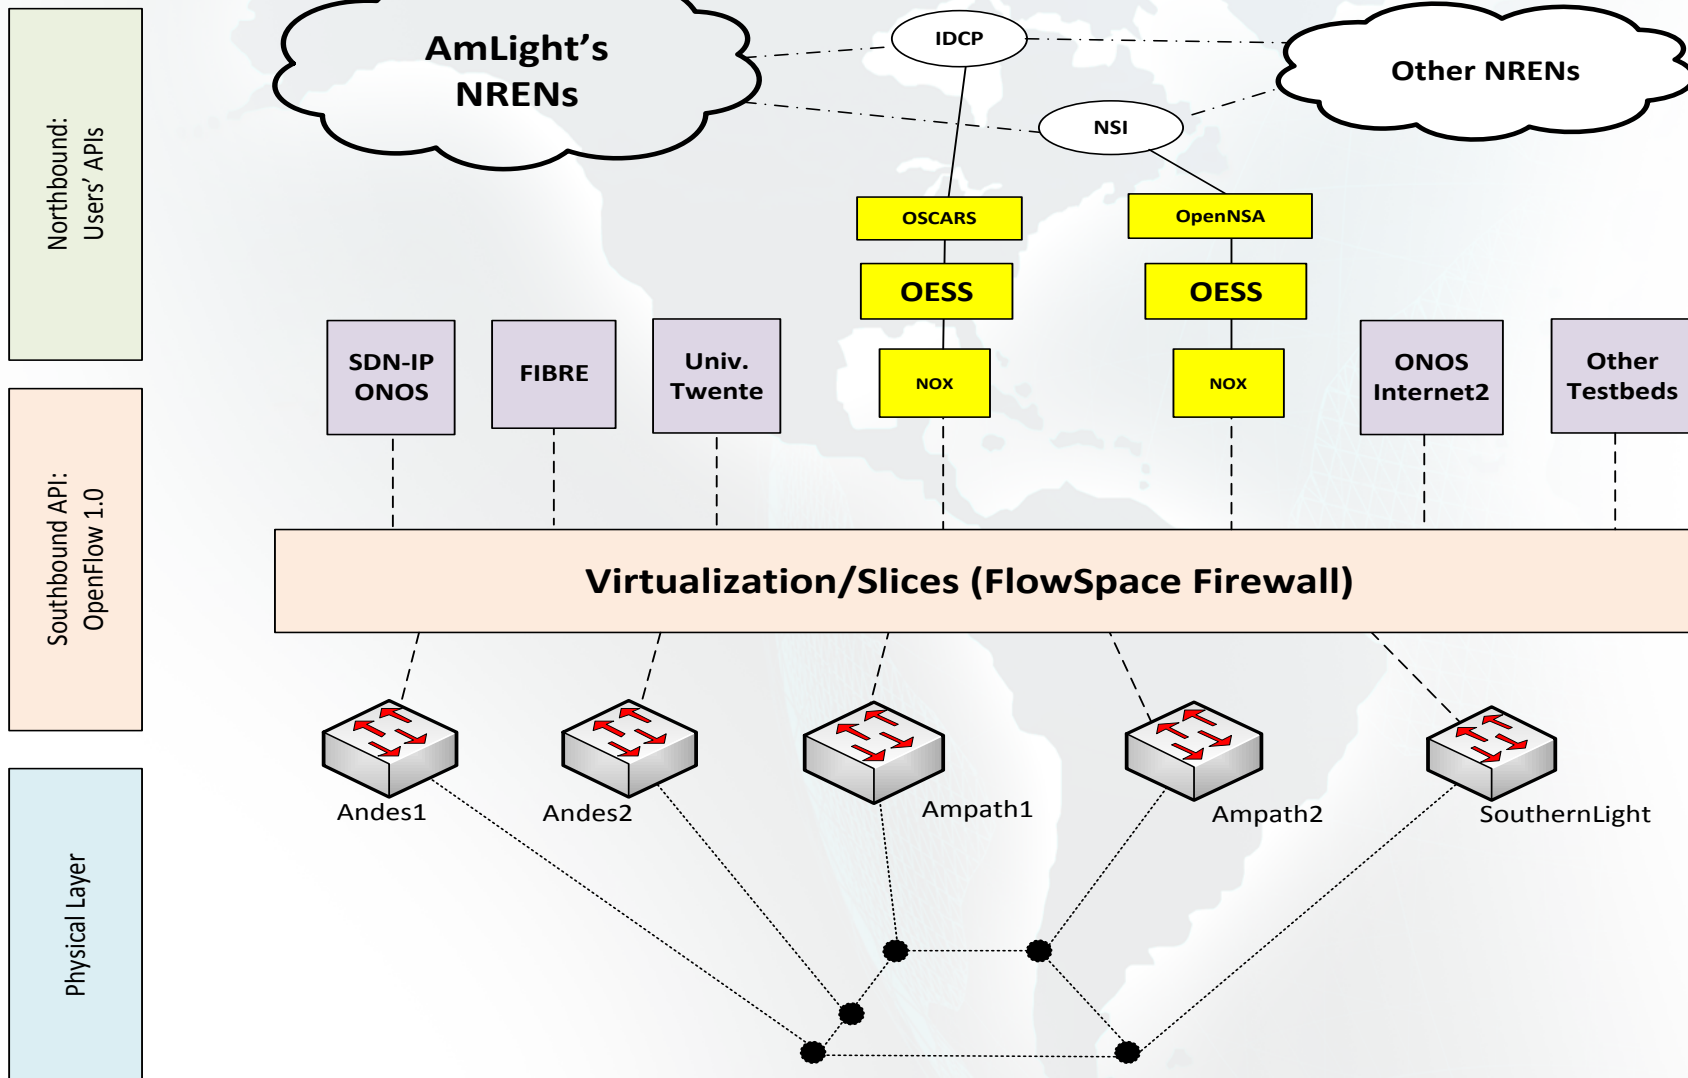 Northbound:
Users' APIs
Southbound API:
OpenFlow 1.0
Physical Layer
AmLight's
NRENs
IDCP
NSI
Other NRENs
OSCARS
OpenNSA
OESS
OESS
SDN-IP
ONOS
FIBRE
Univ.
Twente
NOX
NOX
ONOS
Internet2
Other
Testbeds
Virtualization/Slices (FlowSpace Firewall)
Andes1
Andes2
Ampath1
Ampath2
SouthernLight